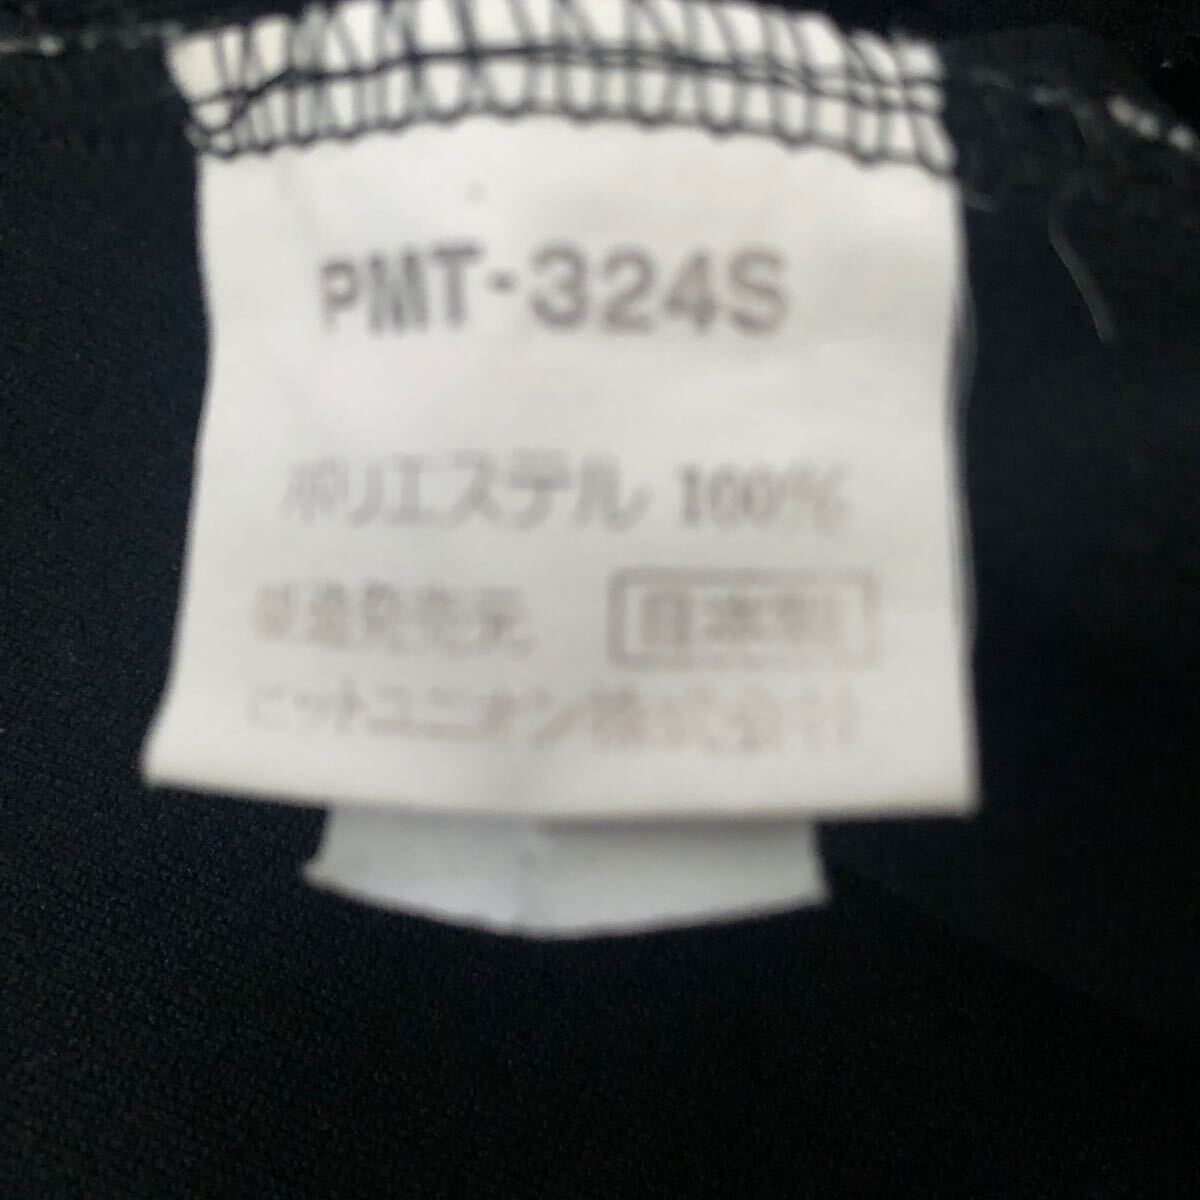 PMT-324S
ポリエステル 100%
製造発売元 日本製
ピットユニオン株式会社